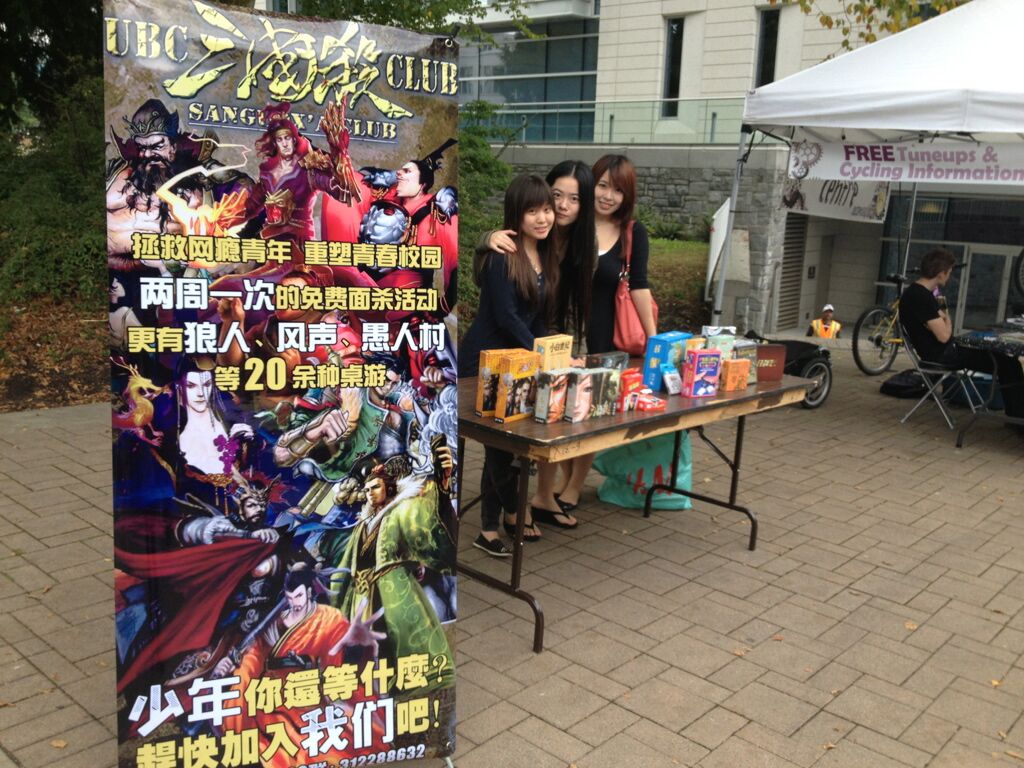 UBC 三国殺 CLUB
SANGUOSHA CLUB
拯救网瘾青年 重塑青春校园
两周一次的免费面杀活动
更有狼人、风声、愚人村
等20余种桌游
少年你還等什麼?
趕快加入我们吧!
312288632
FREE Tuneups &
Cycling Information